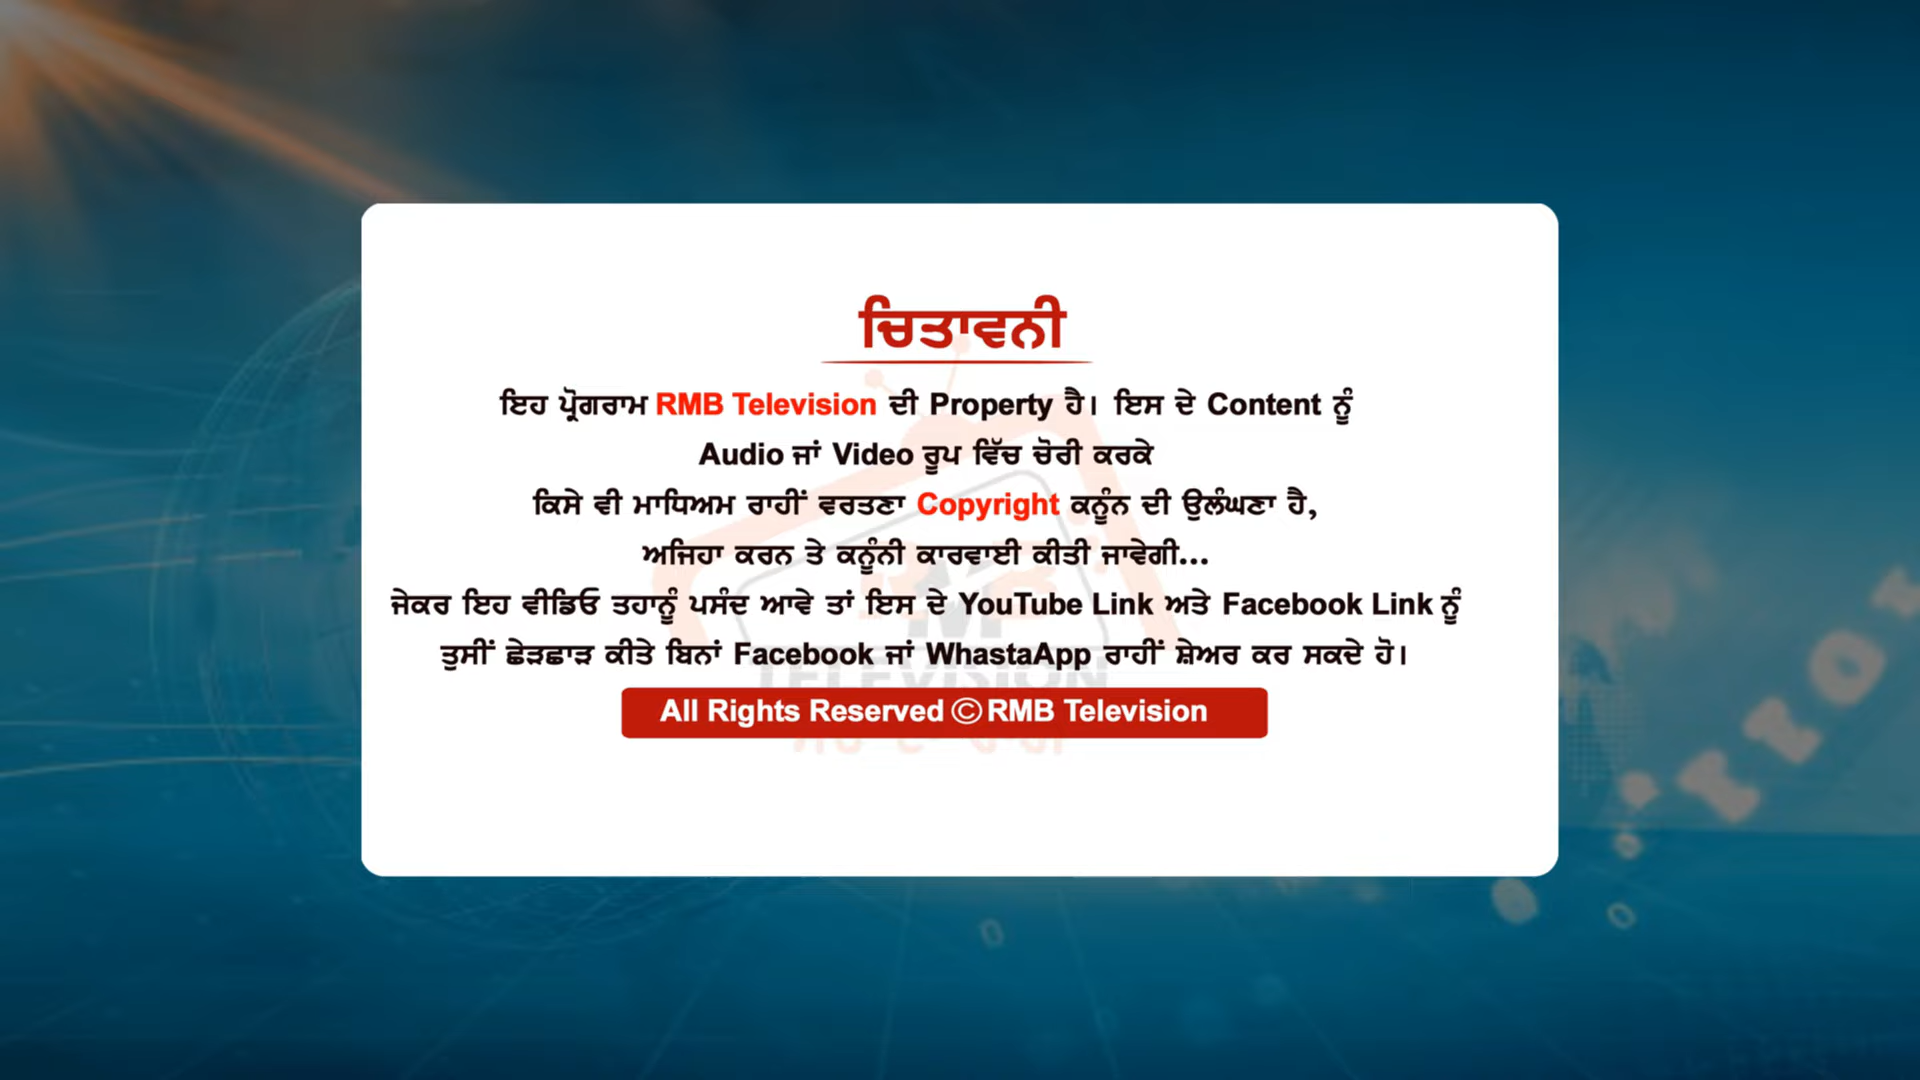 ਚਿਤਾਵਨੀ
ਇਹ ਪ੍ਰੋਗਰਾਮ RMB Television ਦੀ Property ਹੈ। ਇਸ ਦੇ Content ਨੂੰ
Audio ਜਾਂ Video ਰੂਪ ਵਿੱਚ ਚੋਰੀ ਕਰਕੇ
ਕਿਸੇ ਵੀ ਮਾਧਿਅਮ ਰਾਹੀਂ ਵਰਤਣਾ Copyright ਕਨੂੰਨ ਦੀ ਉਲੰਘਣਾ ਹੈ,
ਅਜਿਹਾ ਕਰਨ ਤੇ ਕਨੂੰਨੀ ਕਾਰਵਾਈ ਕੀਤੀ ਜਾਵੇਗੀ...
ਜੇਕਰ ਇਹ ਵੀਡਿਓ ਤਹਾਨੂੰ ਪਸੰਦ ਆਵੇ ਤਾਂ ਇਸ ਦੇ YouTube Link ਅਤੇ Facebook Link ਨੂੰ
ਤੁਸੀਂ ਛੇੜਛਾੜ ਕੀਤੇ ਬਿਨਾਂ Facebook ਜਾਂ WhastaApp ਰਾਹੀਂ ਸ਼ੇਅਰ ਕਰ ਸਕਦੇ ਹੋ।
TELEVISION
All Rights Reserved © RMB Television